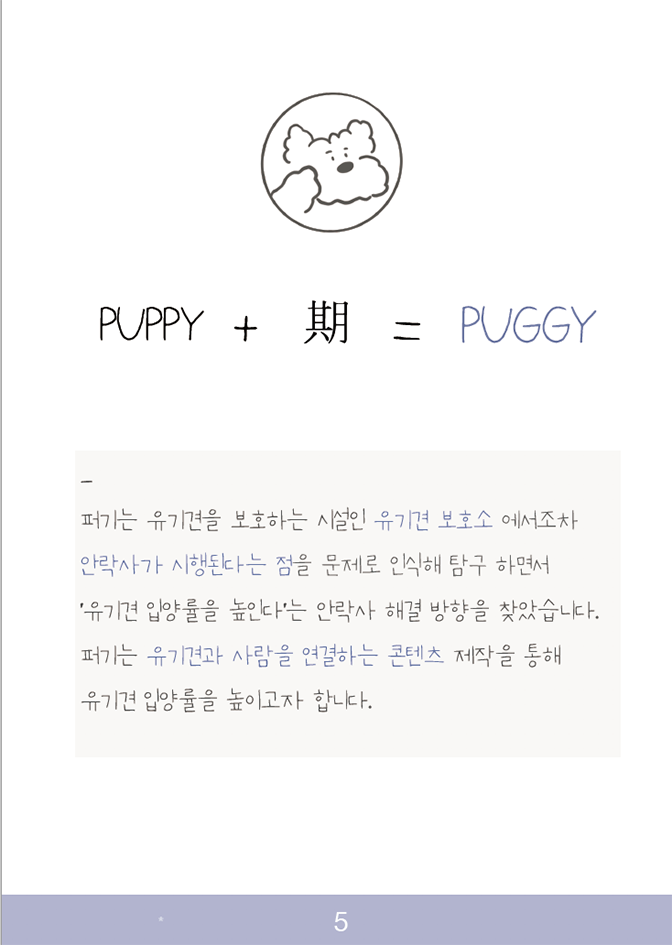 PUPPY + 期 = PUGGY
–
퍼기는 유기견을 보호하는 시설인 유기견 보호소 에서조차
안락사가 시행된다는 점을 문제로 인식해 탐구 하면서
'유기견 입양률을 높인다'는 안락사 해결 방향을 찾았습니다.
퍼기는 유기견과 사람을 연결하는 콘텐츠 제작을 통해
유기견 입양률을 높이고자 합니다.
5